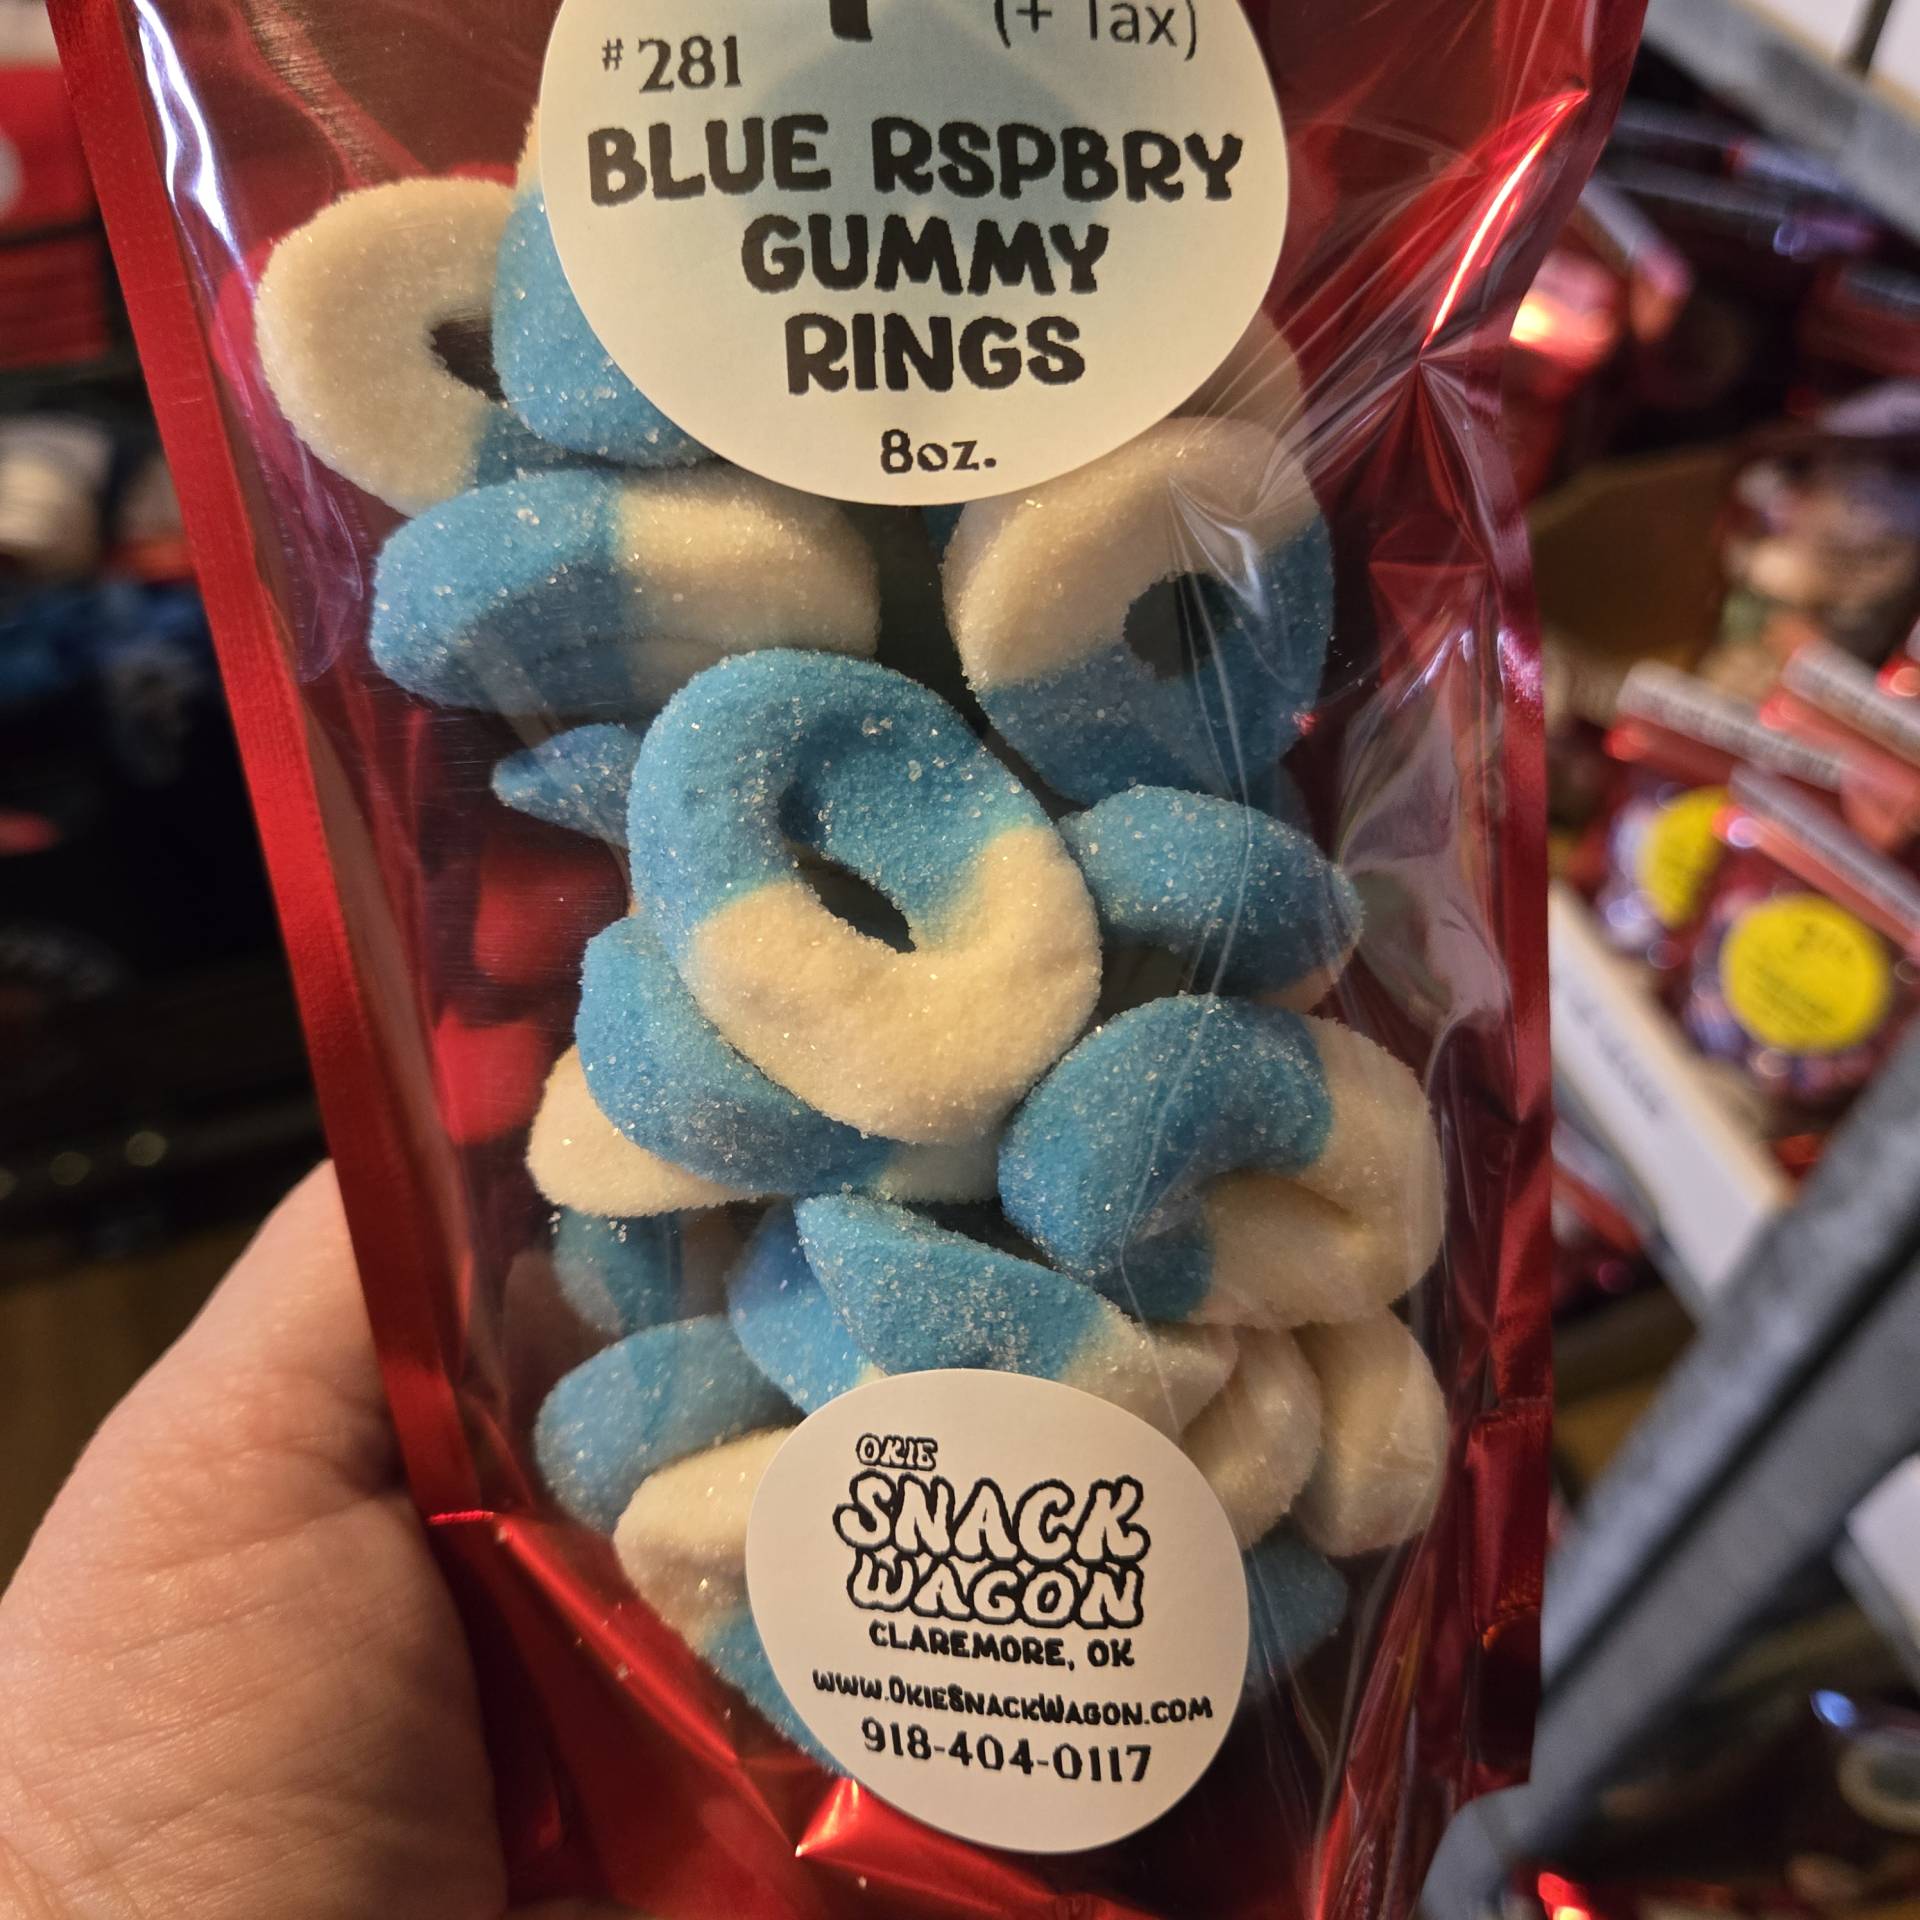 (+ Tax)
#281
BLUE RSPBRY
GUMMY
RINGS
8oz.
OKIE
SNACK
WAGON
CLAREMORE, OK
www.OkieSnackWagon.com
918-404-0117